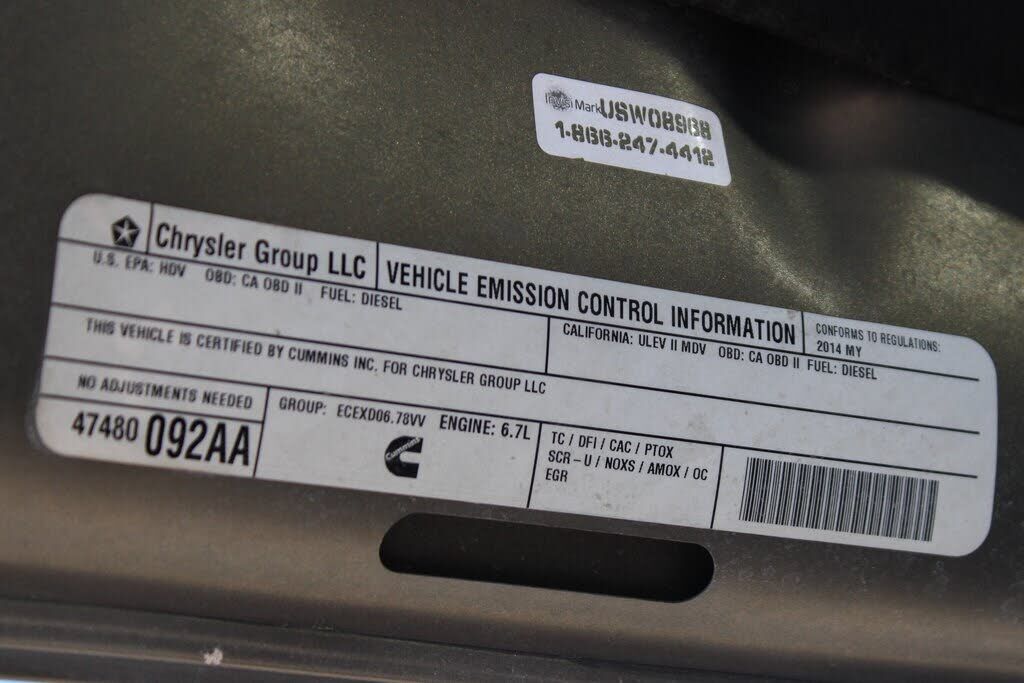 Mark USW08968
1-866-247-4412
Chrysler Group LLC
VEHICLE EMISSION CONTROL INFORMATION
CONFORMS TO REGULATIONS:
2014 MY
U.S. EPA: HDV OBD: CA OBD II FUEL: DIESEL
CALIFORNIA: ULEV II MDV OBD: CA OBD II FUEL: DIESEL
THIS VEHICLE IS CERTIFIED BY CUMMINS INC. FOR CHRYSLER GROUP LLC
NO ADJUSTMENTS NEEDED
47480 092AA
GROUP: ECEXD06.78VV ENGINE: 6.7L
Cummins
TC / DFI / CAC / PTOX
SCR – U / NOXS / AMOX / OC
EGR